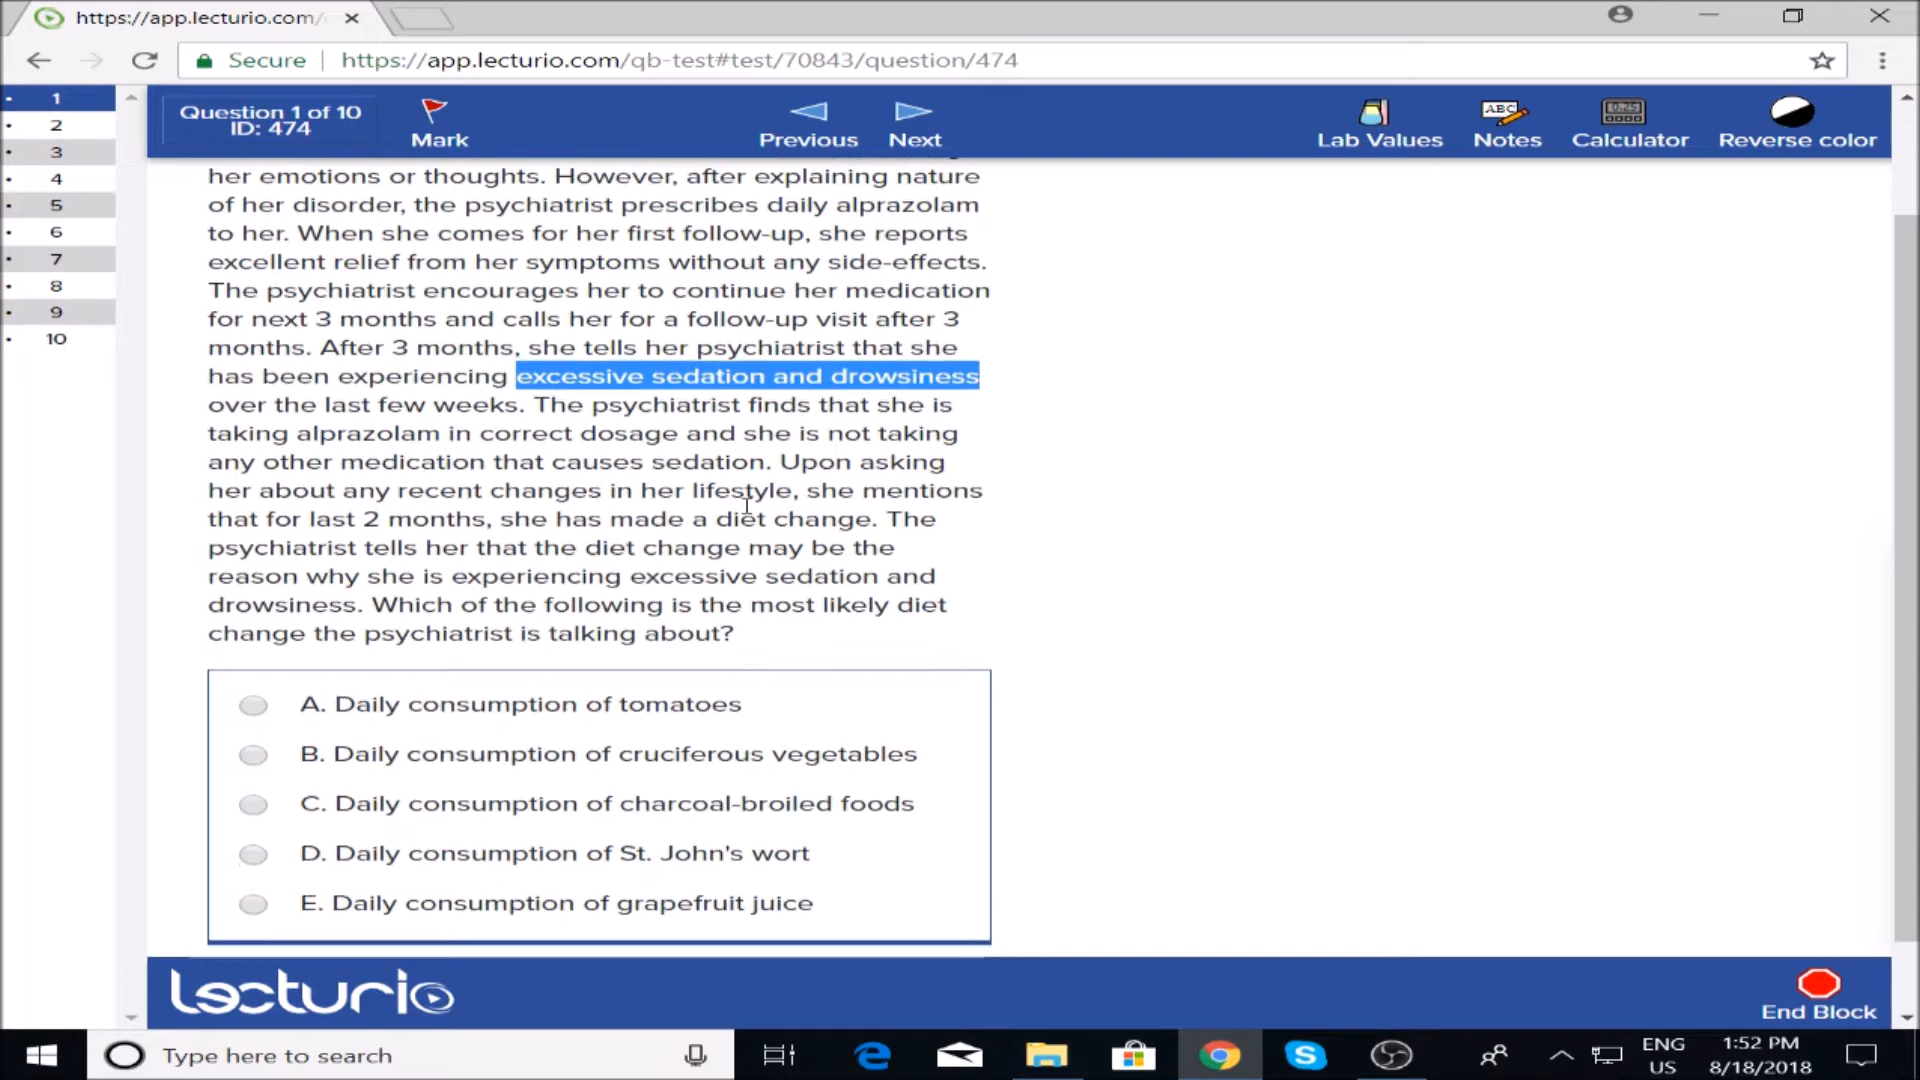 https://app.lecturio.com/
Secure
https://app.lecturio.com/qb-test#test/70843/question/474
1
2
3
4
5
6
7
8
9
10
Question 1 of 10
ID: 474
Mark
Previous
Next
Lab Values
ABC
Notes
0.25
Calculator
Reverse color
her emotions or thoughts. However, after explaining nature
of her disorder, the psychiatrist prescribes daily alprazolam
to her. When she comes for her first follow-up, she reports
excellent relief from her symptoms without any side-effects.
The psychiatrist encourages her to continue her medication
for next 3 months and calls her for a follow-up visit after 3
months. After 3 months, she tells her psychiatrist that she
has been experiencing excessive sedation and drowsiness
over the last few weeks. The psychiatrist finds that she is
taking alprazolam in correct dosage and she is not taking
any other medication that causes sedation. Upon asking
her about any recent changes in her lifestyle, she mentions
that for last 2 months, she has made a diet change. The
psychiatrist tells her that the diet change may be the
reason why she is experiencing excessive sedation and
drowsiness. Which of the following is the most likely diet
change the psychiatrist is talking about?
A. Daily consumption of tomatoes
B. Daily consumption of cruciferous vegetables
C. Daily consumption of charcoal-broiled foods
D. Daily consumption of St. John's wort
E. Daily consumption of grapefruit juice
lecturio
End Block
Type here to search
ENG
US
1:52 PM
8/18/2018